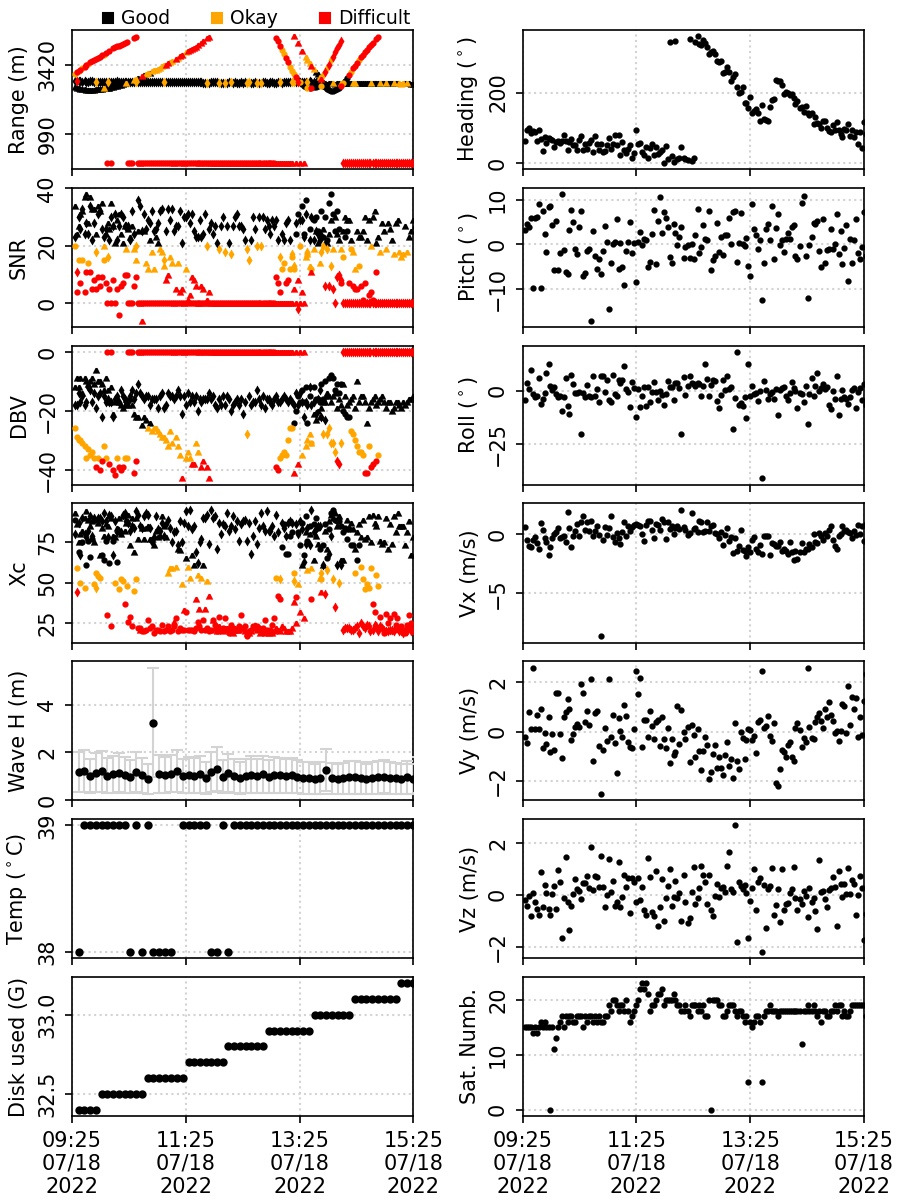 Good Okay Difficult
Range (m)
3420
990
Heading (°)
200
0
SNR
40
20
0
Pitch (°)
10
0
−10
DBV
0
−20
−40
Roll (°)
0
−25
Xc
75
50
25
Vx (m/s)
0
−5
Wave H (m)
4
2
0
Vy (m/s)
2
0
−2
Temp (°C)
39
38
Vz (m/s)
2
0
−2
Disk used (G)
33.0
32.5
Sat. Numb.
20
10
0
09:25 11:25 13:25 15:25 09:25 11:25 13:25 15:25
07/18 07/18 07/18 07/18 07/18 07/18 07/18 07/18
2022 2022 2022 2022 2022 2022 2022 2022